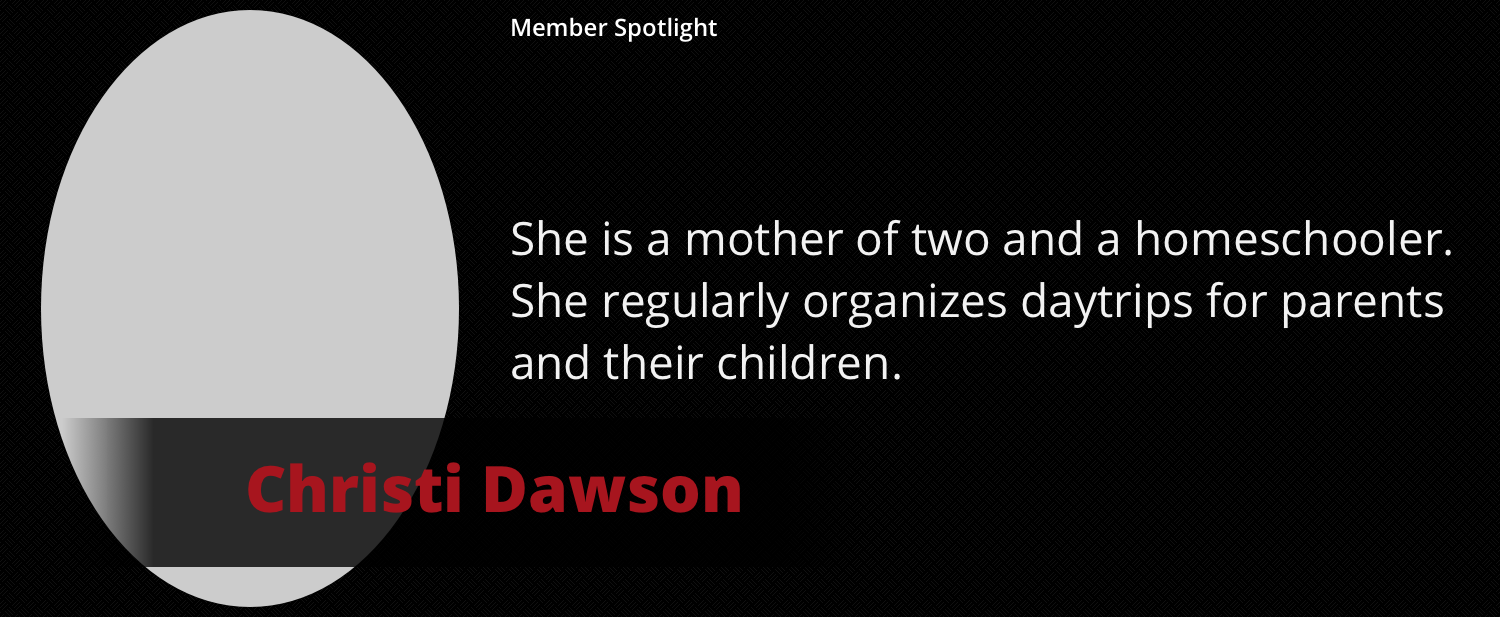 Member Spotlight
She is a mother of two and a homeschooler.
She regularly organizes daytrips for parents
and their children.
Christi Dawson